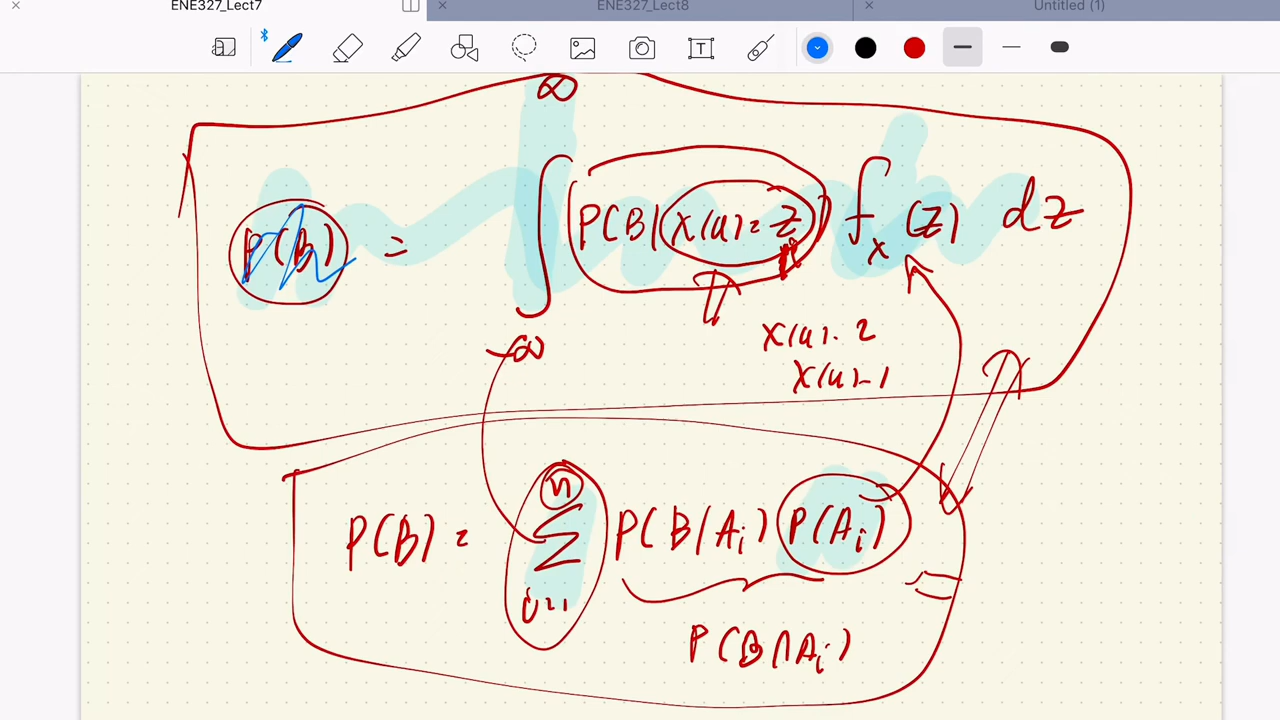 ENE327_Lect7
ENE327_Lect8
Untitled (1)
T
∞
P(B) = ∫ P(B|X(u)=z) f_X(z) dz
-∞
X(u)=2
X(u)=1
n
P(B) = Σ P(B|A_i) P(A_i)
i=1
P(B∩A_i)